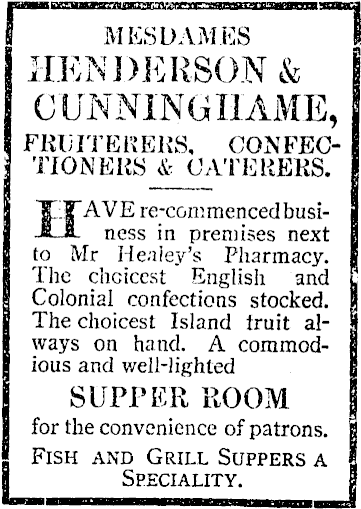 MESDAMES
HENDERSON &
CUNNINGHAME,
FRUITERERS, CONFEC-
TIONERS & CATERERS.
HAVE re-commenced busi-
ness in premises next
to Mr Healey's Pharmacy.
The choicest English and
Colonial confections stocked.
The choicest Island fruit al-
ways on hand. A commod-
ious and well-lighted
SUPPER ROOM
for the convenience of patrons.
FISH AND GRILL SUPPERS A
SPECIALITY.